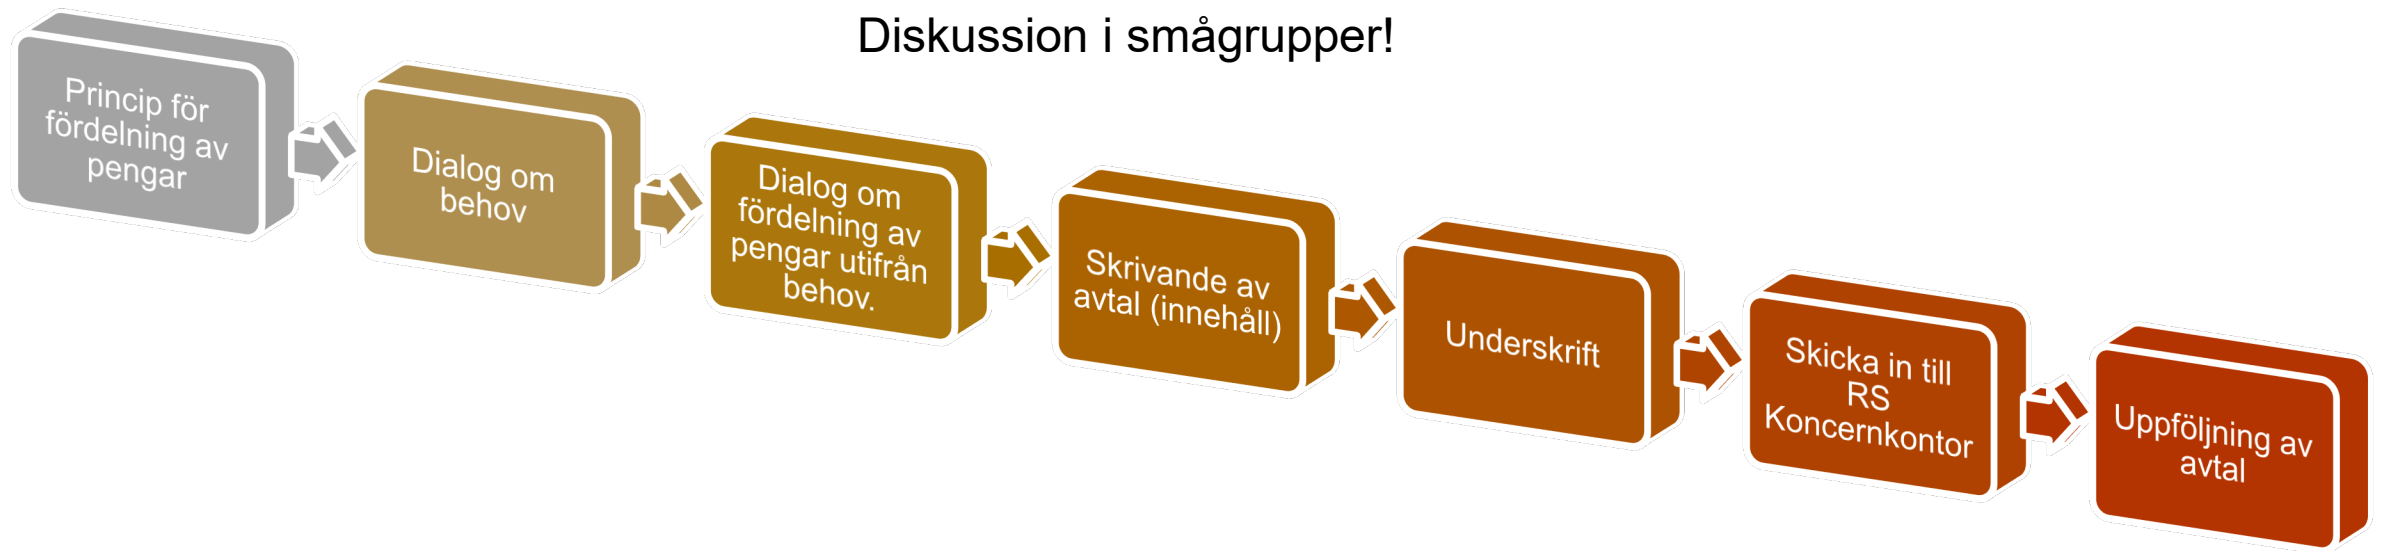 Diskussion i smågrupper!
Princip för
fördelning av
pengar
Dialog om
behov
Dialog om
fördelning av
pengar utifrån
behov.
Skrivande av
avtal (innehåll)
Underskrift
Skicka in till
RS
Koncernkontor
Uppföljning av
avtal